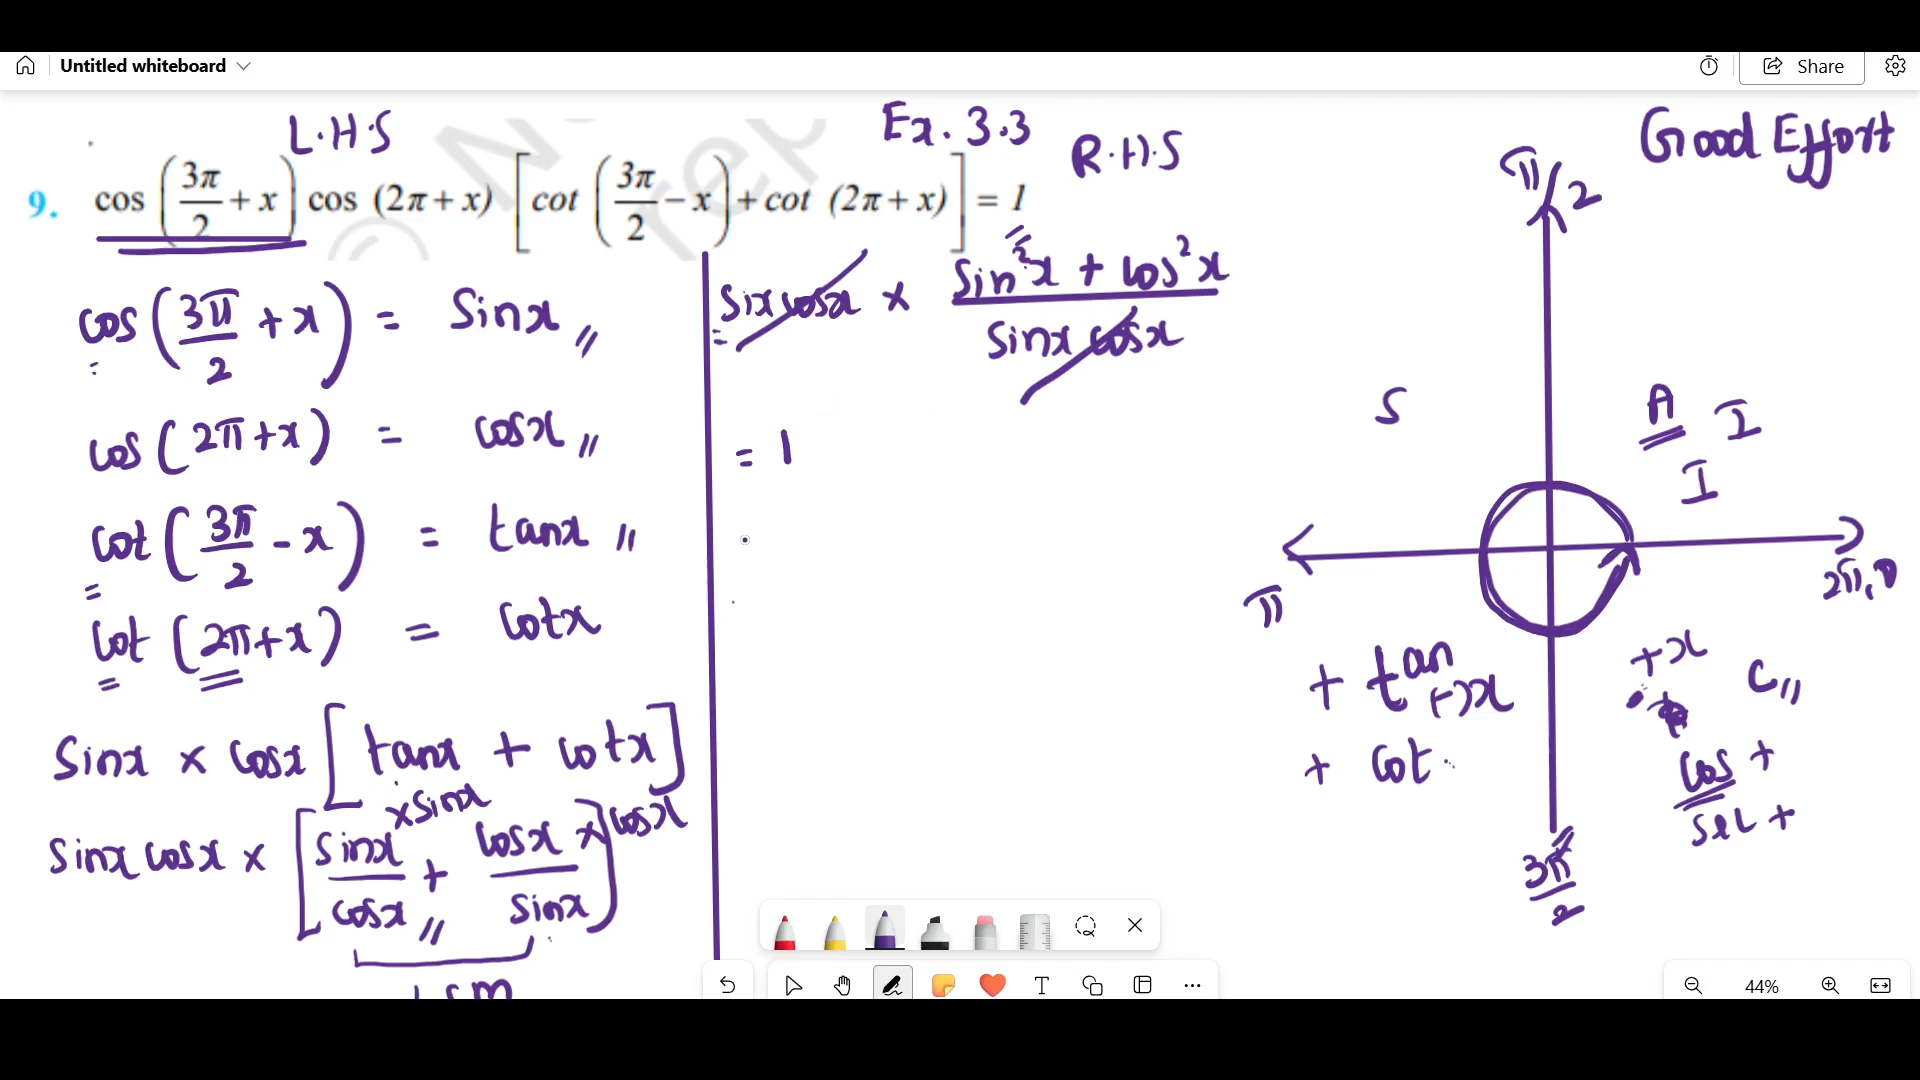 Untitled whiteboard
Share
L.H.S
Ex. 3.3
R.H.S
Good Effort
9. cos (3π/2 + x) cos (2π + x) [cot (3π/2 − x) + cot (2π + x)] = 1
cos (3π/2 + x) = Sinx
cos (2π + x) = cosx
cot (3π/2 - x) = tanx
cot (2π + x) = cotx
Sinx × cosx [tanx + cotx]
Sinx cosx × [sinx × sinx / cosx + cosx × cosx / sinx]
= Sixcosx × Sin²x + cos²x / Sinx cosx
= 1
π/2
S
A I
I
π
2π, 0
+ tan
(-)x
+ cot
+x
C
cos +
sec +
3π/2
44%